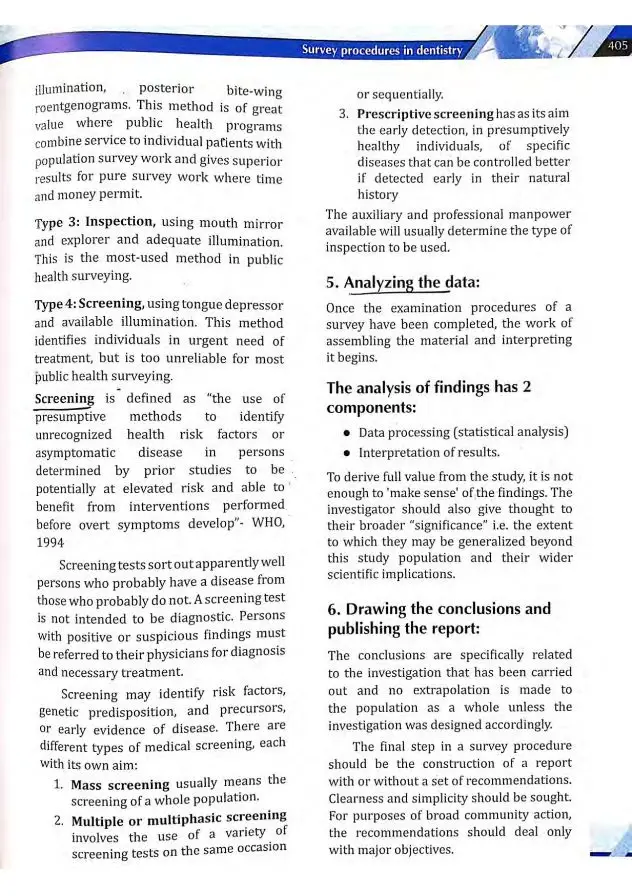 Survey procedures in dentistry
405
illumination, posterior bite-wing
roentgenograms. This method is of great
value where public health programs
combine service to individual patients with
population survey work and gives superior
results for pure survey work where time
and money permit.
Type 3: Inspection, using mouth mirror
and explorer and adequate illumination.
This is the most-used method in public
health surveying.
Type 4: Screening, using tongue depressor
and available illumination. This method
identifies individuals in urgent need of
treatment, but is too unreliable for most
public health surveying.
Screening is defined as "the use of
presumptive methods to identify
unrecognized health risk factors or
asymptomatic disease in persons
determined by prior studies to be
potentially at elevated risk and able to
benefit from interventions performed
before overt symptoms develop"- WHO,
1994
Screening tests sort out apparently well
persons who probably have a disease from
those who probably do not. A screening test
is not intended to be diagnostic. Persons
with positive or suspicious findings must
be referred to their physicians for diagnosis
and necessary treatment.
Screening may identify risk factors,
genetic predisposition, and precursors,
or early evidence of disease. There are
different types of medical screening, each
with its own aim:
1. Mass screening usually means the
screening of a whole population.
2. Multiple or multiphasic screening
involves the use of a variety of
screening tests on the same occasion
or sequentially.
3. Prescriptive screening has as its aim
the early detection, in presumptively
healthy individuals, of specific
diseases that can be controlled better
if detected early in their natural
history
The auxiliary and professional manpower
available will usually determine the type of
inspection to be used.
5. Analyzing the data:
Once the examination procedures of a
survey have been completed, the work of
assembling the material and interpreting
it begins.
The analysis of findings has 2
components:
● Data processing (statistical analysis)
● Interpretation of results.
To derive full value from the study, it is not
enough to 'make sense' of the findings. The
investigator should also give thought to
their broader "significance" i.e. the extent
to which they may be generalized beyond
this study population and their wider
scientific implications.
6. Drawing the conclusions and
publishing the report:
The conclusions are specifically related
to the investigation that has been carried
out and no extrapolation is made to
the population as a whole unless the
investigation was designed accordingly.
The final step in a survey procedure
should be the construction of a report
with or without a set of recommendations.
Clearness and simplicity should be sought.
For purposes of broad community action,
the recommendations should deal only
with major objectives.